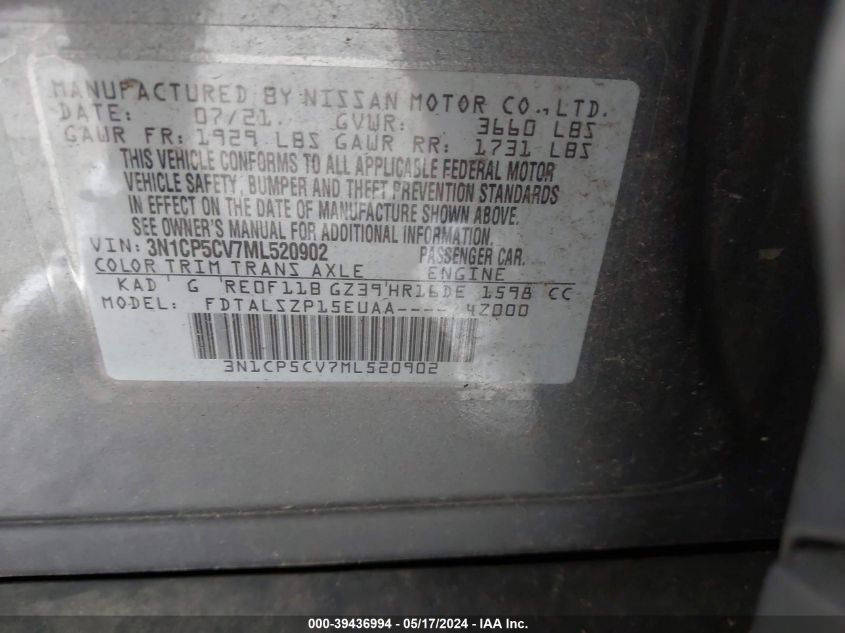 MANUFACTURED BY NISSAN MOTOR CO., LTD.
DATE: 07/21 GVWR: 3660 LBS
GAWR FR: 1929 LBS GAWR RR: 1731 LBS
THIS VEHICLE CONFORMS TO ALL APPLICABLE FEDERAL MOTOR
VEHICLE SAFETY, BUMPER AND THEFT PREVENTION STANDARDS
IN EFFECT ON THE DATE OF MANUFACTURE SHOWN ABOVE.
SEE OWNER'S MANUAL FOR ADDITIONAL INFORMATION.
VIN: 3N1CP5CV7ML520902 PASSENGER CAR.
COLOR TRIM TRANS AXLE ENGINE
KAD G RE0F11B GZ39 HR16DE 1598 CC
MODEL: FDTALSZP15EUAA---- 4Z000
3N1CP5CV7ML520902
000-39436994 - 05/17/2024 - IAA Inc.